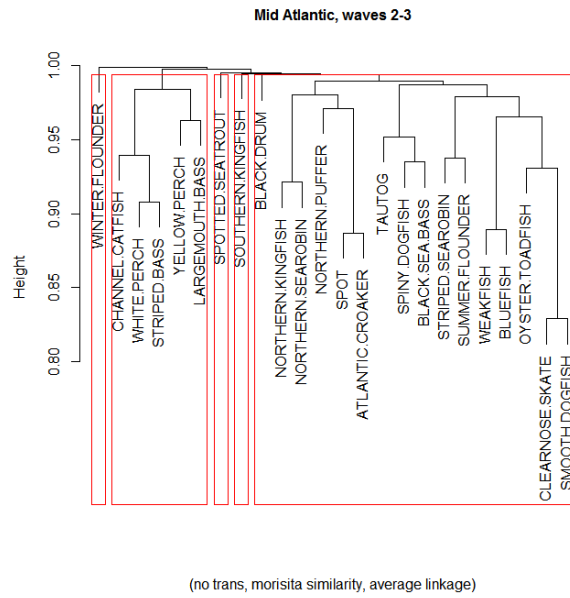 Mid Atlantic, waves 2-3
Height
1.00
0.95
0.90
0.85
0.80
WINTER.FLOUNDER
CHANNEL.CATFISH
WHITE.PERCH
STRIPED.BASS
YELLOW.PERCH
LARGEMOUTH.BASS
SPOTTED.SEATROUT
SOUTHERN.KINGFISH
BLACK.DRUM
NORTHERN.KINGFISH
NORTHERN.SEAROBIN
NORTHERN.PUFFER
SPOT
ATLANTIC.CROAKER
TAUTOG
SPINY.DOGFISH
BLACK.SEA.BASS
STRIPED.SEAROBIN
SUMMER.FLOUNDER
WEAKFISH
BLUEFISH
OYSTER.TOADFISH
CLEARNOSE.SKATE
SMOOTH.DOGFISH
(no trans, morisita similarity, average linkage)